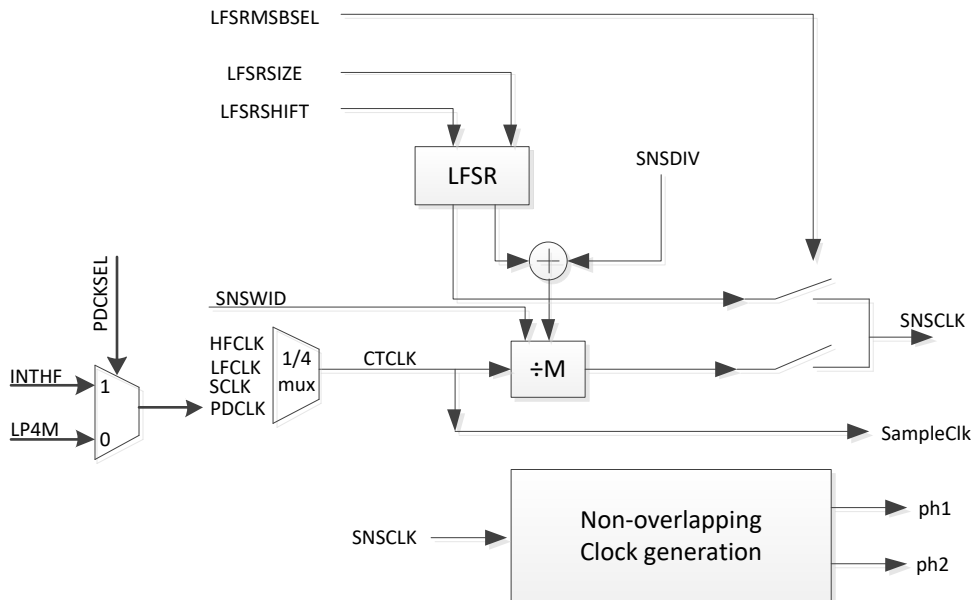 LFSRMSBSEL
LFSRSIZE
LFSRSHIFT
LFSR
SNSDIV
PDCKSEL
SNSWID
HFCLK
LFCLK
SCLK
PDCLK
1/4
mux
CTCLK
÷M
SNSCLK
INTHF
1
LP4M
0
SampleClk
SNSCLK
Non-overlapping
Clock generation
ph1
ph2